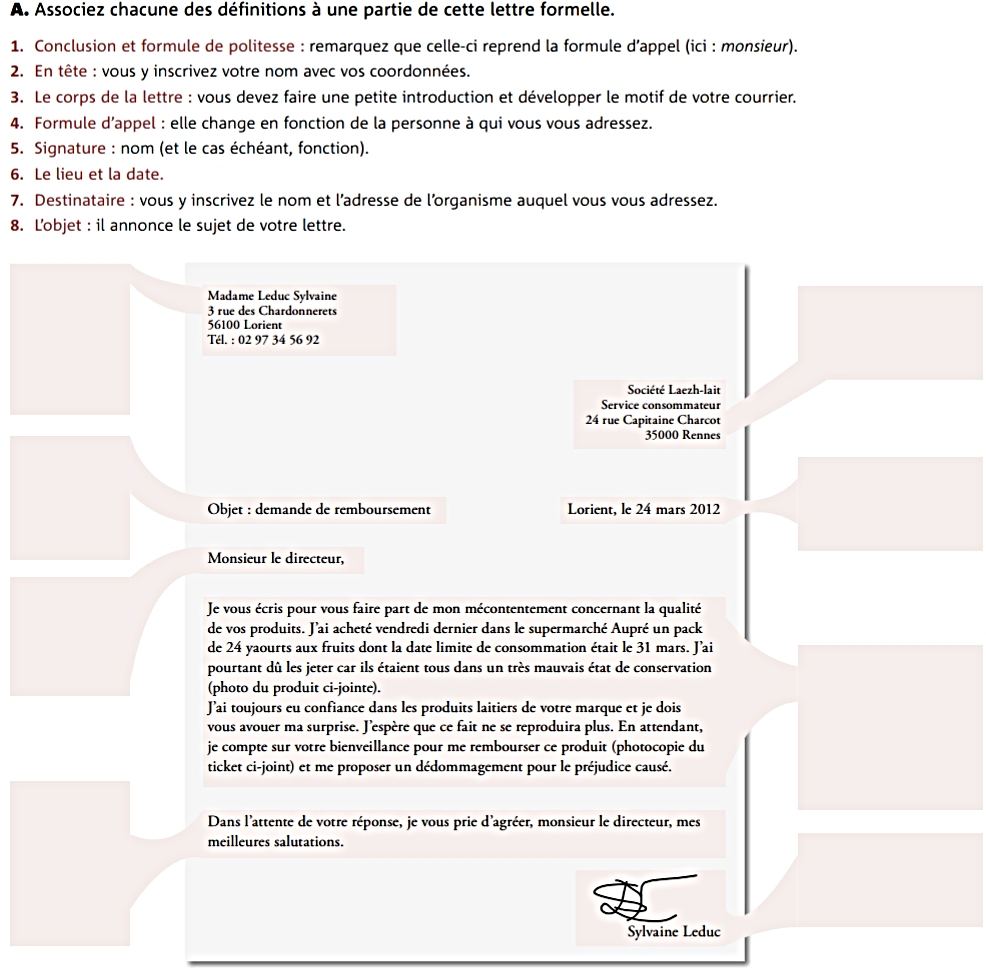 A. Associez chacune des définitions à une partie de cette lettre formelle.
1. Conclusion et formule de politesse : remarquez que celle-ci reprend la formule d'appel (ici : monsieur).
2. En tête : vous y inscrivez votre nom avec vos coordonnées.
3. Le corps de la lettre : vous devez faire une petite introduction et développer le motif de votre courrier.
4. Formule d'appel : elle change en fonction de la personne à qui vous vous adressez.
5. Signature : nom (et le cas échéant, fonction).
6. Le lieu et la date.
7. Destinataire : vous y inscrivez le nom et l'adresse de l'organisme auquel vous vous adressez.
8. L'objet : il annonce le sujet de votre lettre.
Madame Leduc Sylvaine
3 rue des Chardonnerets
56100 Lorient
Tél. : 02 97 34 56 92
Société Laezh-lait
Service consommateur
24 rue Capitaine Charcot
35000 Rennes
Objet : demande de remboursement
Lorient, le 24 mars 2012
Monsieur le directeur,
Je vous écris pour vous faire part de mon mécontentement concernant la qualité
de vos produits. J'ai acheté vendredi dernier dans le supermarché Aupré un pack
de 24 yaourts aux fruits dont la date limite de consommation était le 31 mars. J'ai
pourtant dû les jeter car ils étaient tous dans un très mauvais état de conservation
(photo du produit ci-jointe).
J'ai toujours eu confiance dans les produits laitiers de votre marque et je dois
vous avouer ma surprise. J'espère que ce fait ne se reproduira plus. En attendant,
je compte sur votre bienveillance pour me rembourser ce produit (photocopie du
ticket ci-joint) et me proposer un dédommagement pour le préjudice causé.
Dans l'attente de votre réponse, je vous prie d'agréer, monsieur le directeur, mes
meilleures salutations.
Sylvaine Leduc